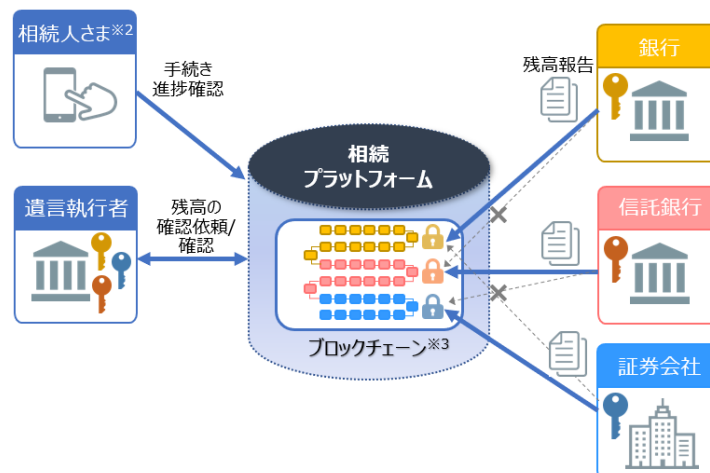 相続人さま※2
手続き
進捗確認
遺言執行者
残高の
確認依頼/
確認
相続
プラットフォーム
ブロックチェーン※3
残高報告
銀行
信託銀行
証券会社